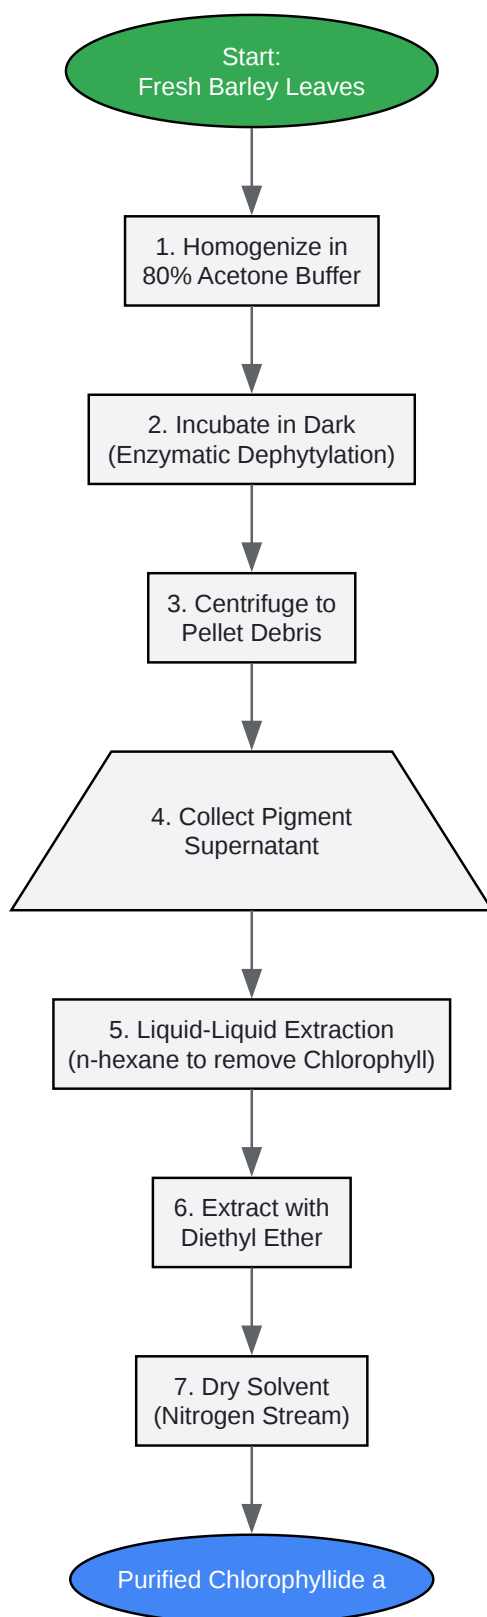 Start:
Fresh Barley Leaves
1. Homogenize in
80% Acetone Buffer
2. Incubate in Dark
(Enzymatic Dephytylation)
3. Centrifuge to
Pellet Debris
4. Collect Pigment
Supernatant
5. Liquid-Liquid Extraction
(n-hexane to remove Chlorophyll)
6. Extract with
Diethyl Ether
7. Dry Solvent
(Nitrogen Stream)
Purified Chlorophyllide a